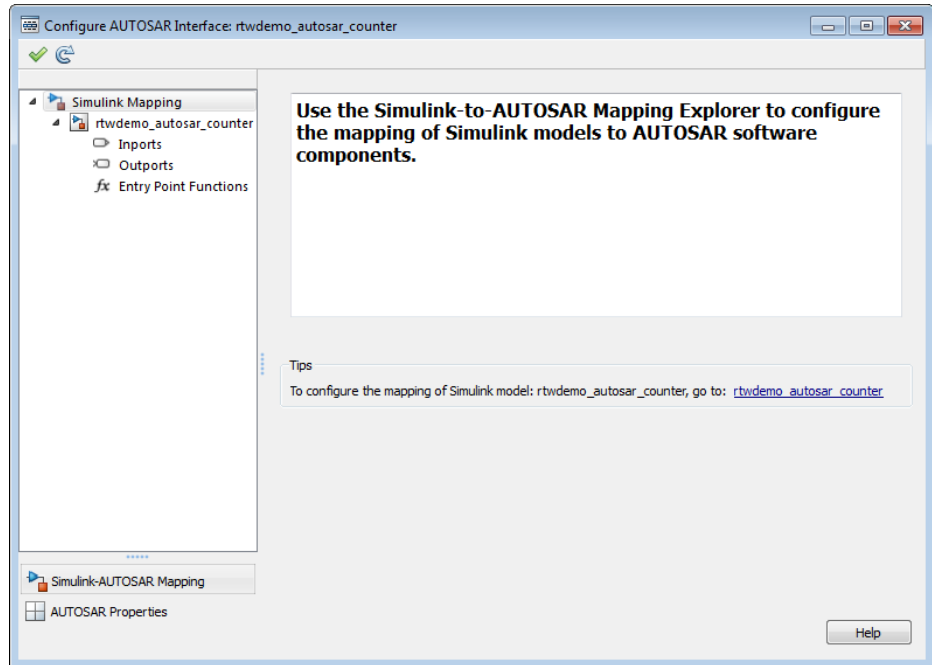 Configure AUTOSAR Interface: rtwdemo_autosar_counter
Simulink Mapping
rtwdemo_autosar_counter
Inports
Outports
fx Entry Point Functions
Use the Simulink-to-AUTOSAR Mapping Explorer to configure
the mapping of Simulink models to AUTOSAR software
components.
Tips
To configure the mapping of Simulink model: rtwdemo_autosar_counter, go to: rtwdemo_autosar_counter
Simulink-AUTOSAR Mapping
AUTOSAR Properties
Help